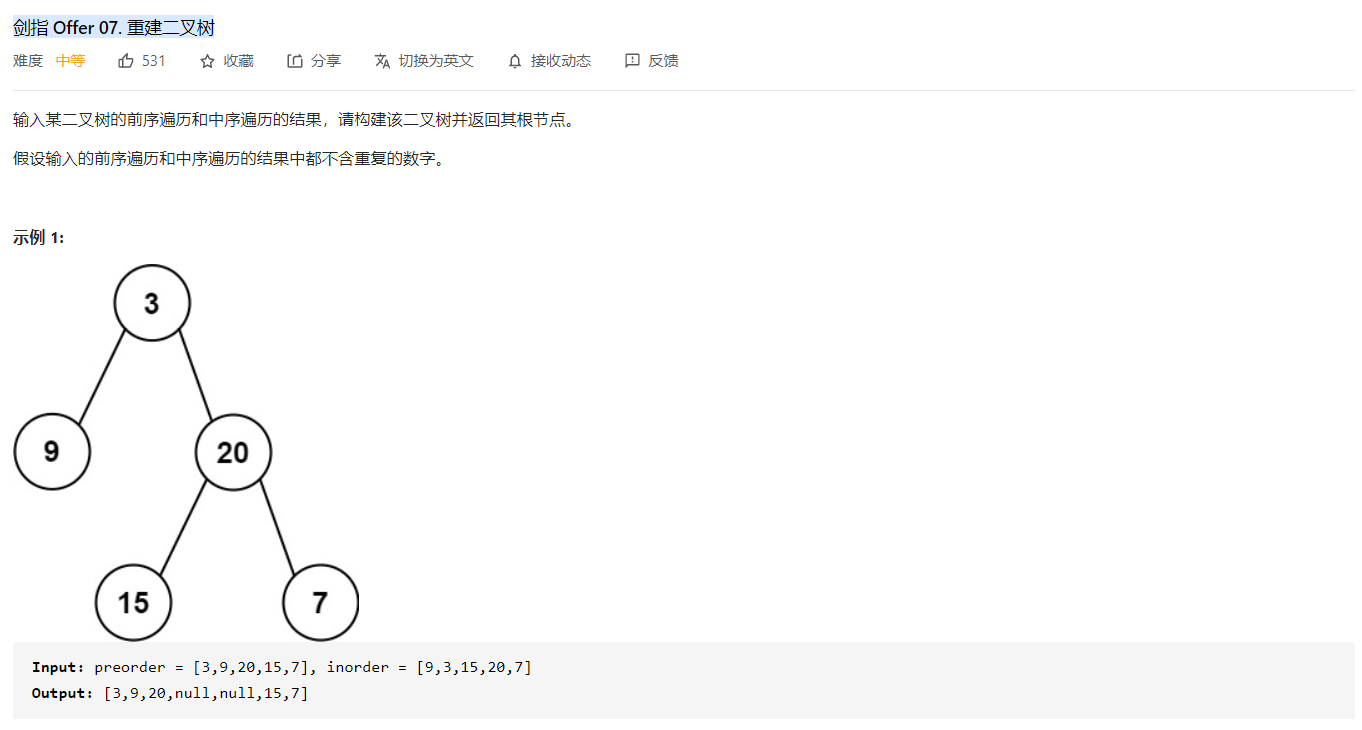 剑指 Offer 07. 重建二叉树
难度 中等 531 收藏 分享 切换为英文 接收动态 反馈
输入某二叉树的前序遍历和中序遍历的结果，请构建该二叉树并返回其根节点。
假设输入的前序遍历和中序遍历的结果中都不含重复的数字。
示例 1:
3
9 20
15 7
Input: preorder = [3,9,20,15,7], inorder = [9,3,15,20,7]
Output: [3,9,20,null,null,15,7]